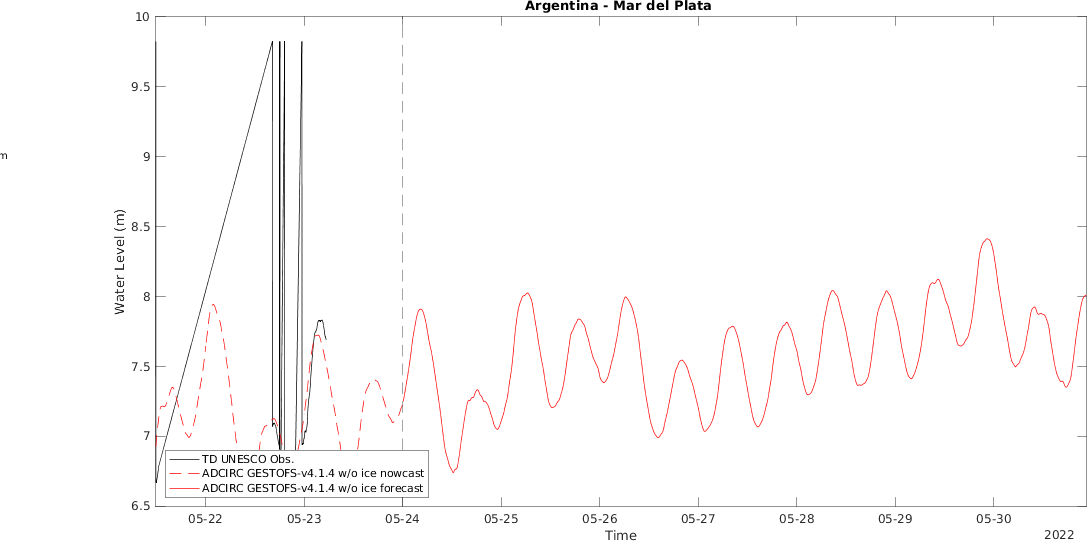 Argentina - Mar del Plata
10
9.5
9
m
8.5
8
7.5
7
6.5
Water Level (m)
TD UNESCO Obs.
ADCIRC GESTOFS-v4.1.4 w/o ice nowcast
ADCIRC GESTOFS-v4.1.4 w/o ice forecast
05-22 05-23 05-24 05-25 05-26 05-27 05-28 05-29 05-30
Time
2022